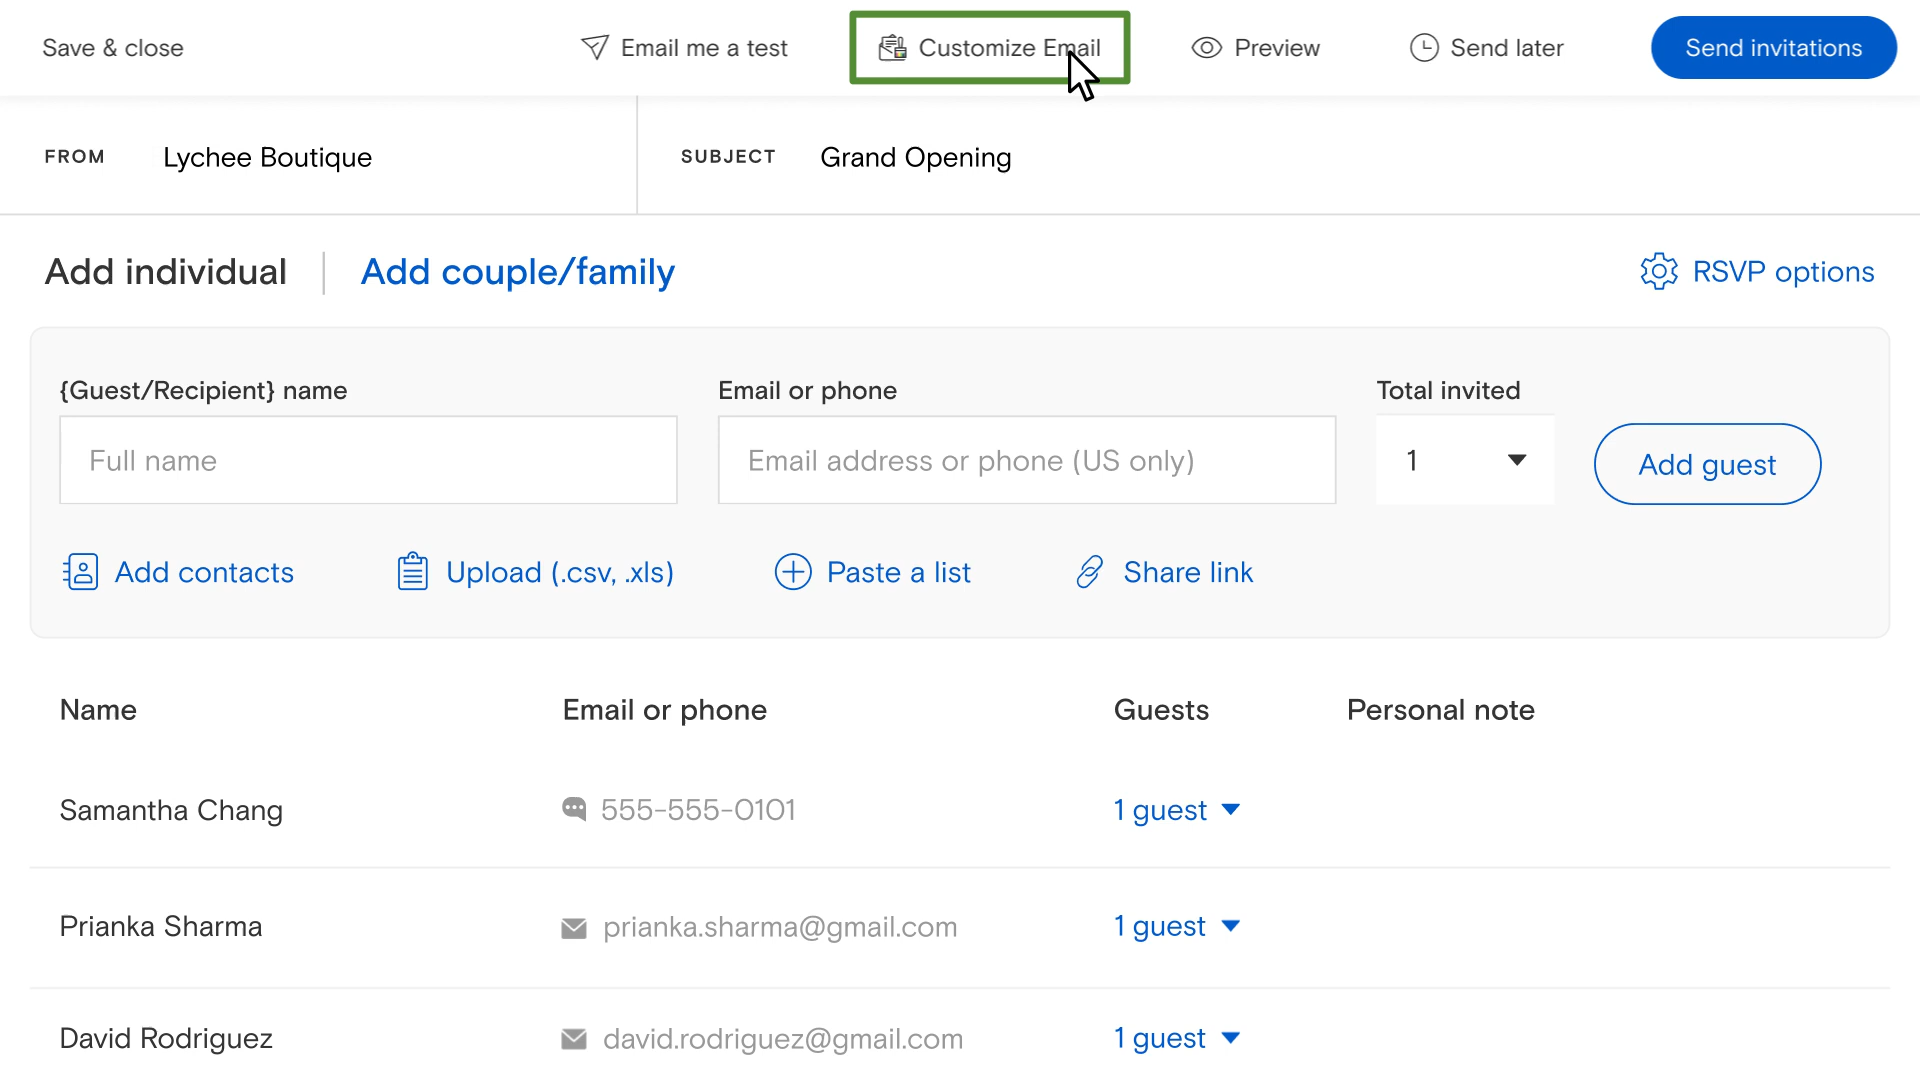 Save & close
Email me a test
Customize Email
Preview
Send later
Send invitations
FROM Lychee Boutique
SUBJECT Grand Opening
Add individual
Add couple/family
RSVP options
{Guest/Recipient} name
Email or phone
Total invited
Full name
Email address or phone (US only)
1
Add guest
Add contacts
Upload (.csv, .xls)
Paste a list
Share link
Name
Email or phone
Guests
Personal note
Samantha Chang
555-555-0101
1 guest
Prianka Sharma
prianka.sharma@gmail.com
1 guest
David Rodriguez
david.rodriguez@gmail.com
1 guest